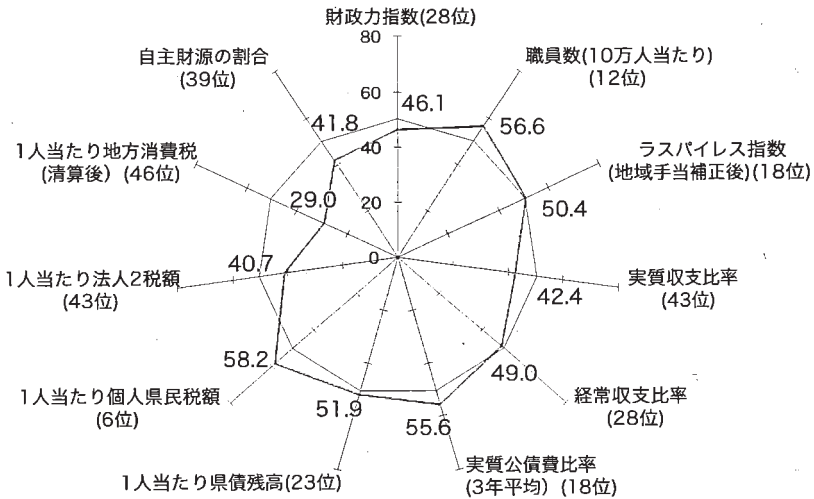 財政力指数(28位)
80
60
40
20
0
46.1
職員数(10万人当たり)
(12位)
56.6
ラスパイレス指数
(地域手当補正後)(18位)
50.4
実質収支比率
(43位)
42.4
経常収支比率
(28位)
49.0
実質公債費比率
(3年平均) (18位)
55.6
1人当たり県債残高(23位)
51.9
1人当たり個人県民税額
(6位)
58.2
1人当たり法人2税額
(43位)
40.7
1人当たり地方消費税
(清算後) (46位)
29.0
自主財源の割合
(39位)
41.8